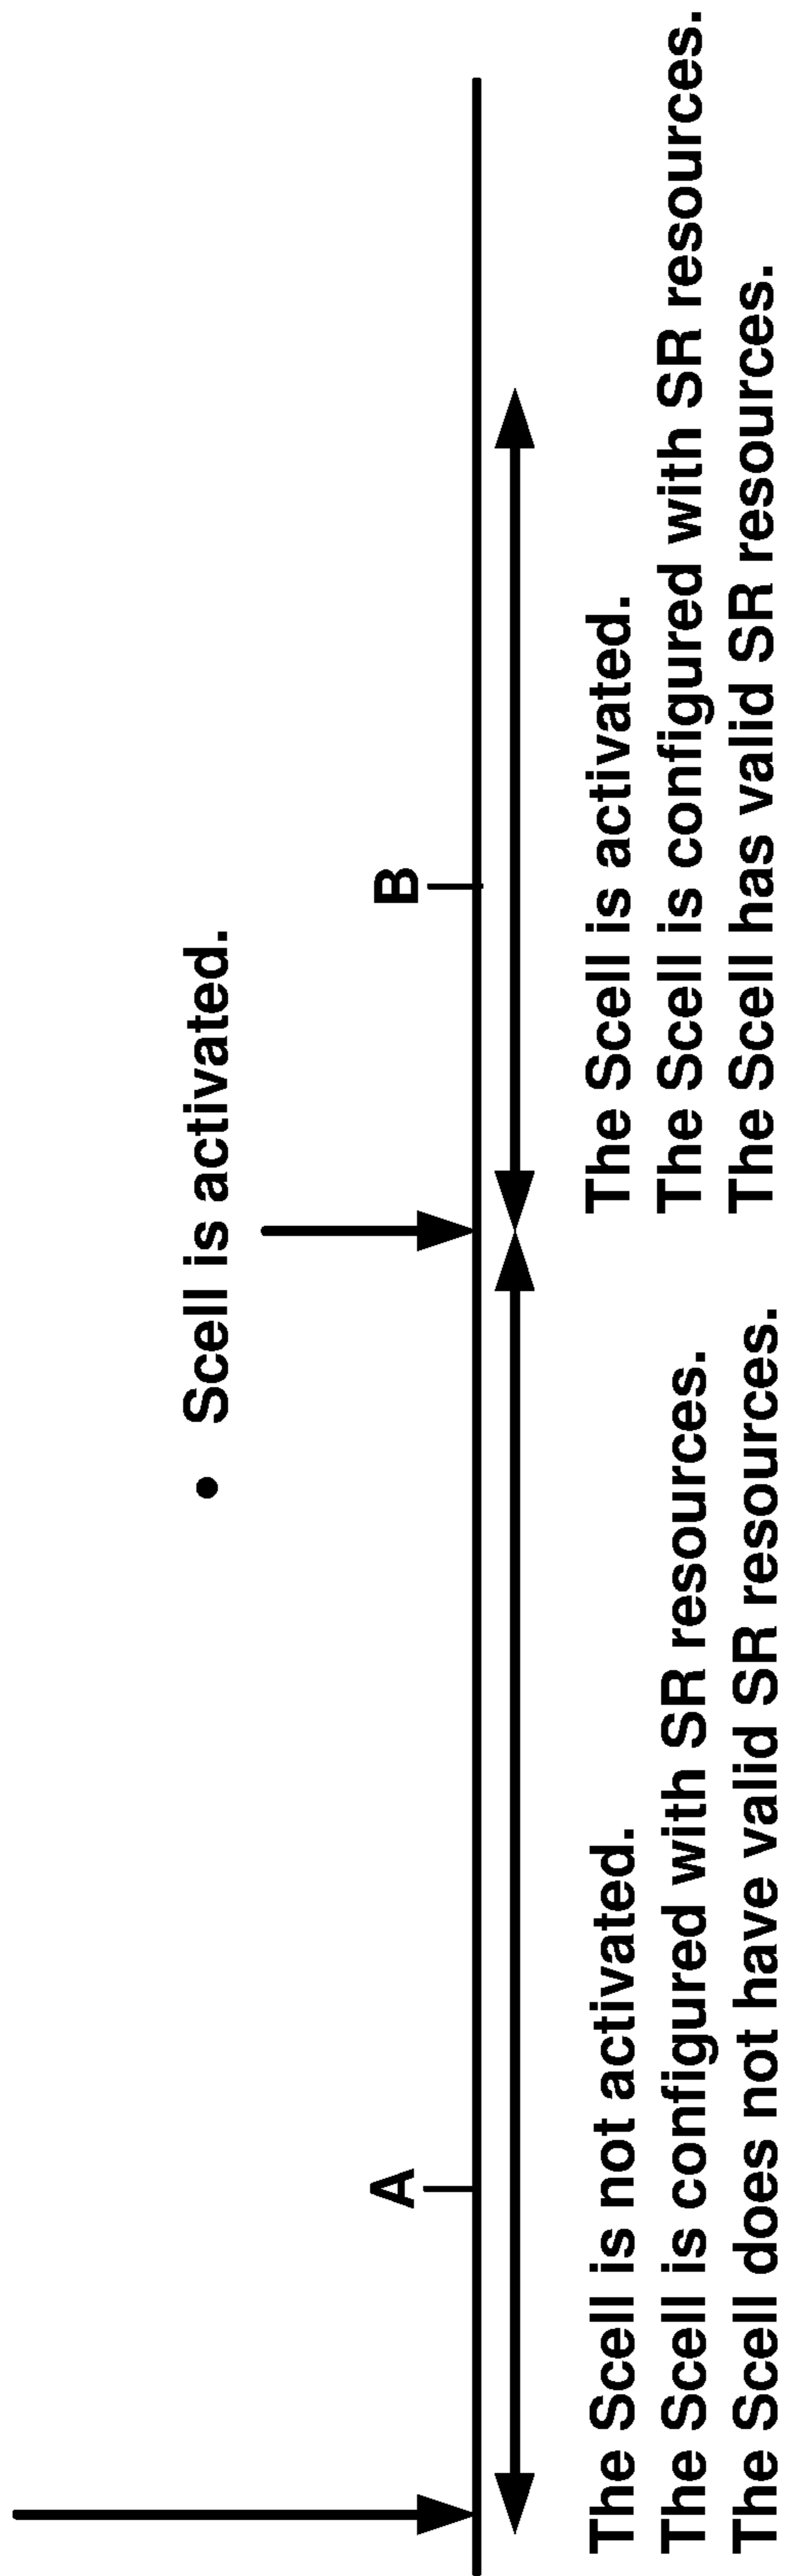 • Scell is activated.
A
B
The Scell is not activated.
The Scell is configured with SR resources.
The Scell does not have valid SR resources.
The Scell is activated.
The Scell is configured with SR resources.
The Scell has valid SR resources.